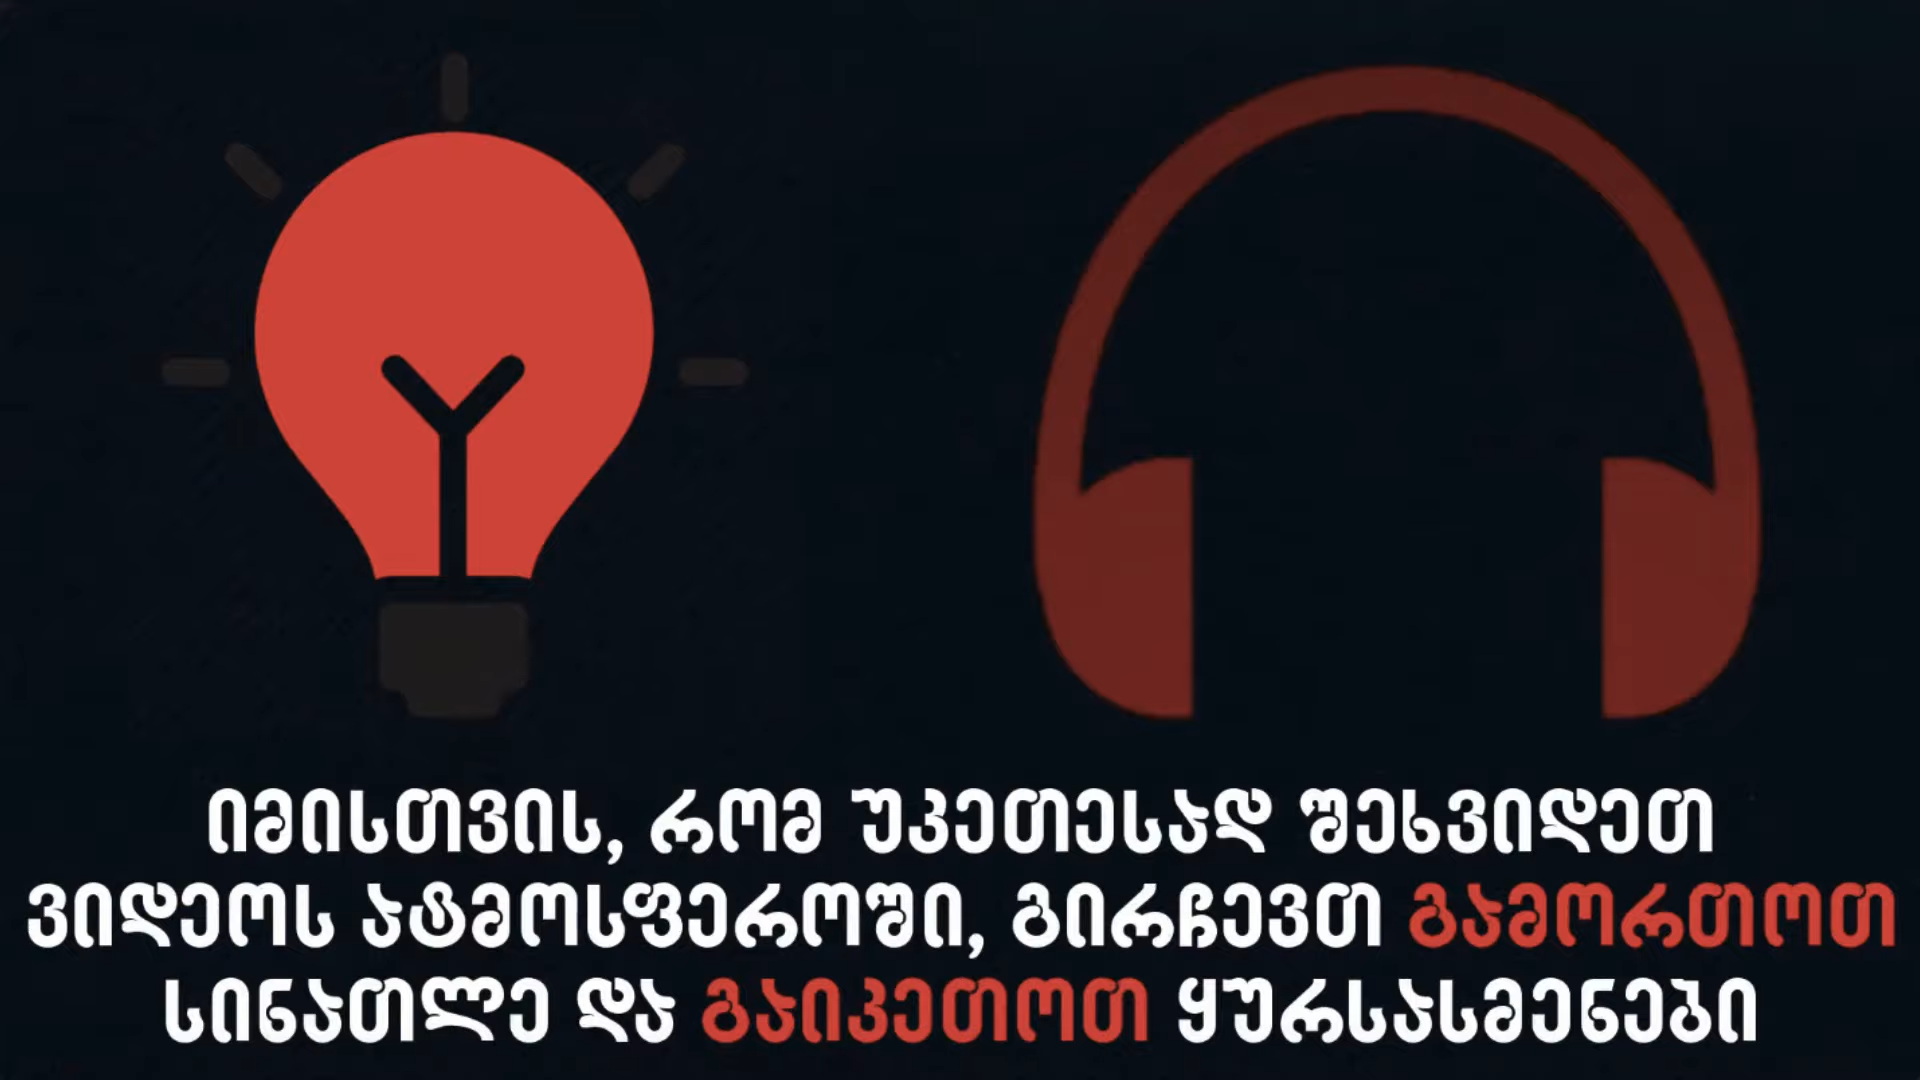 იმისთვის, რომ უკეთესად შეხვიდეთ
ვიდეოს ატმოსფეროში, გირჩევთ გამორთოთ
სინათლე და გაიკეთოთ ყურსასმენები